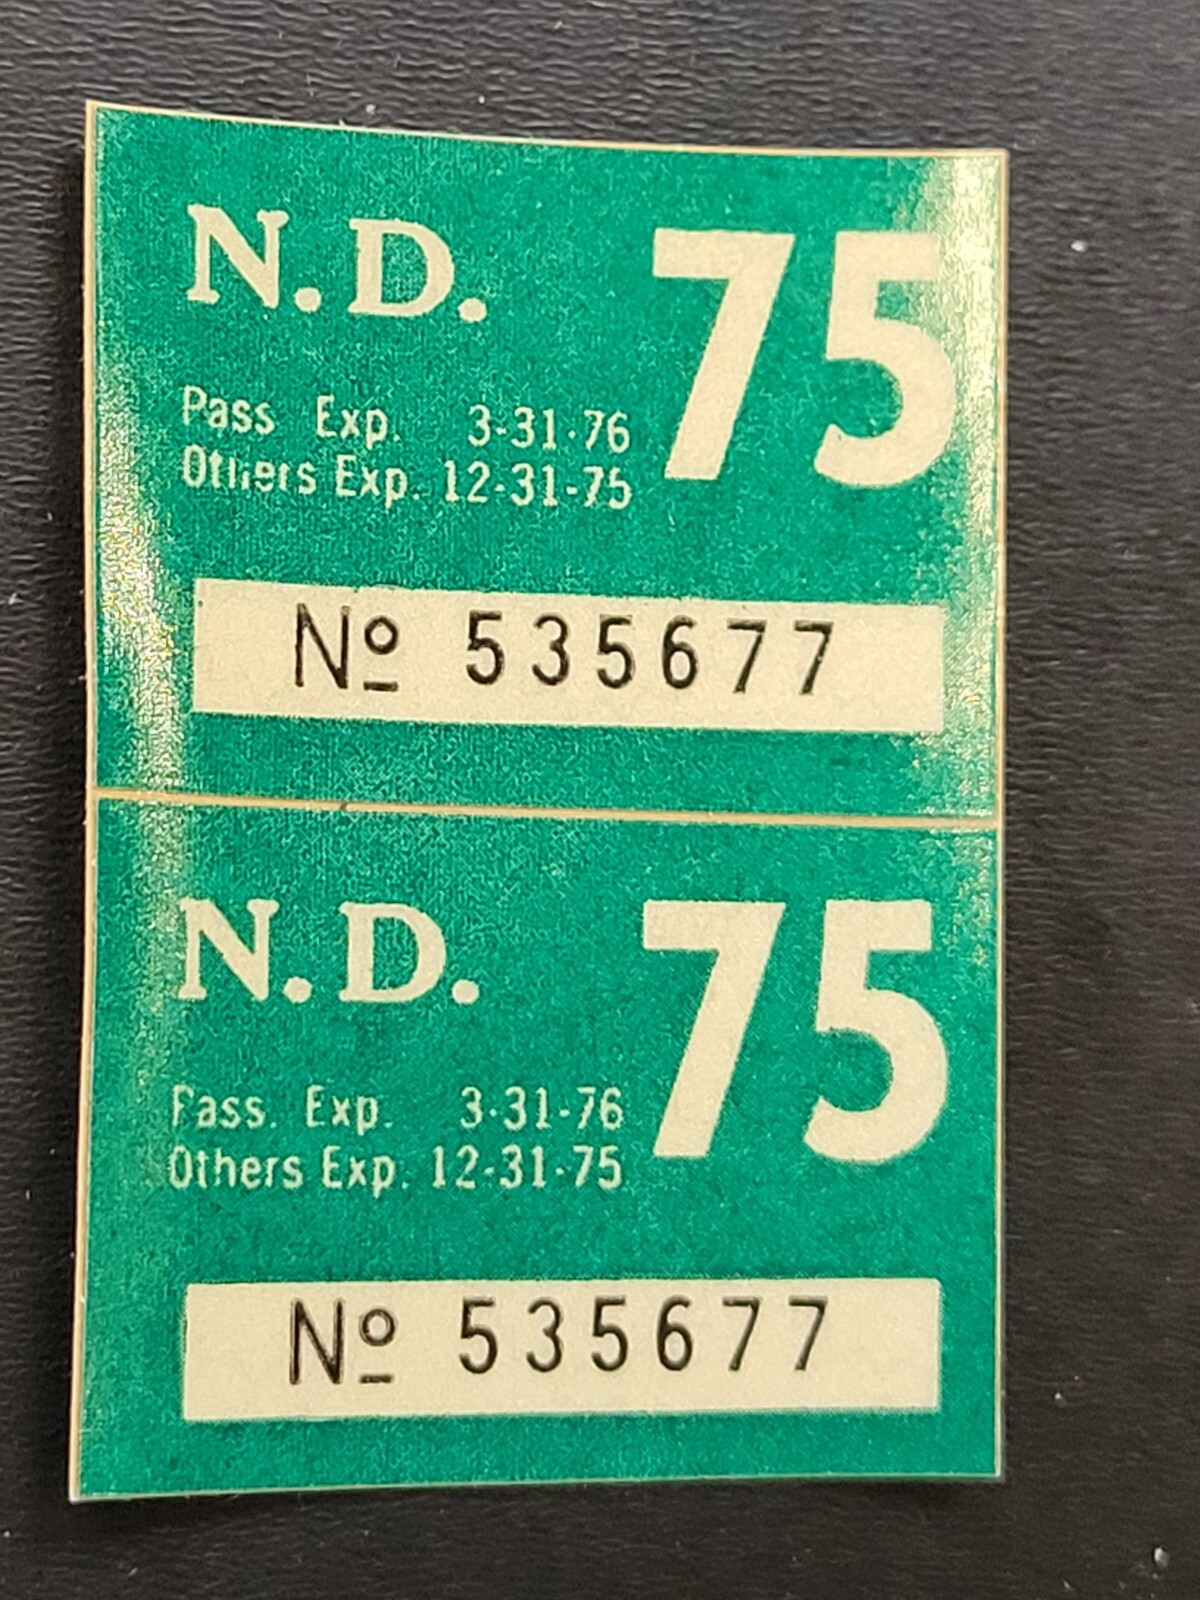 N.D. 75
Pass Exp. 3-31-76
Others Exp. 12-31-75
Nº 535677
N.D. 75
Pass. Exp. 3-31-76
Others Exp. 12-31-75
Nº 535677